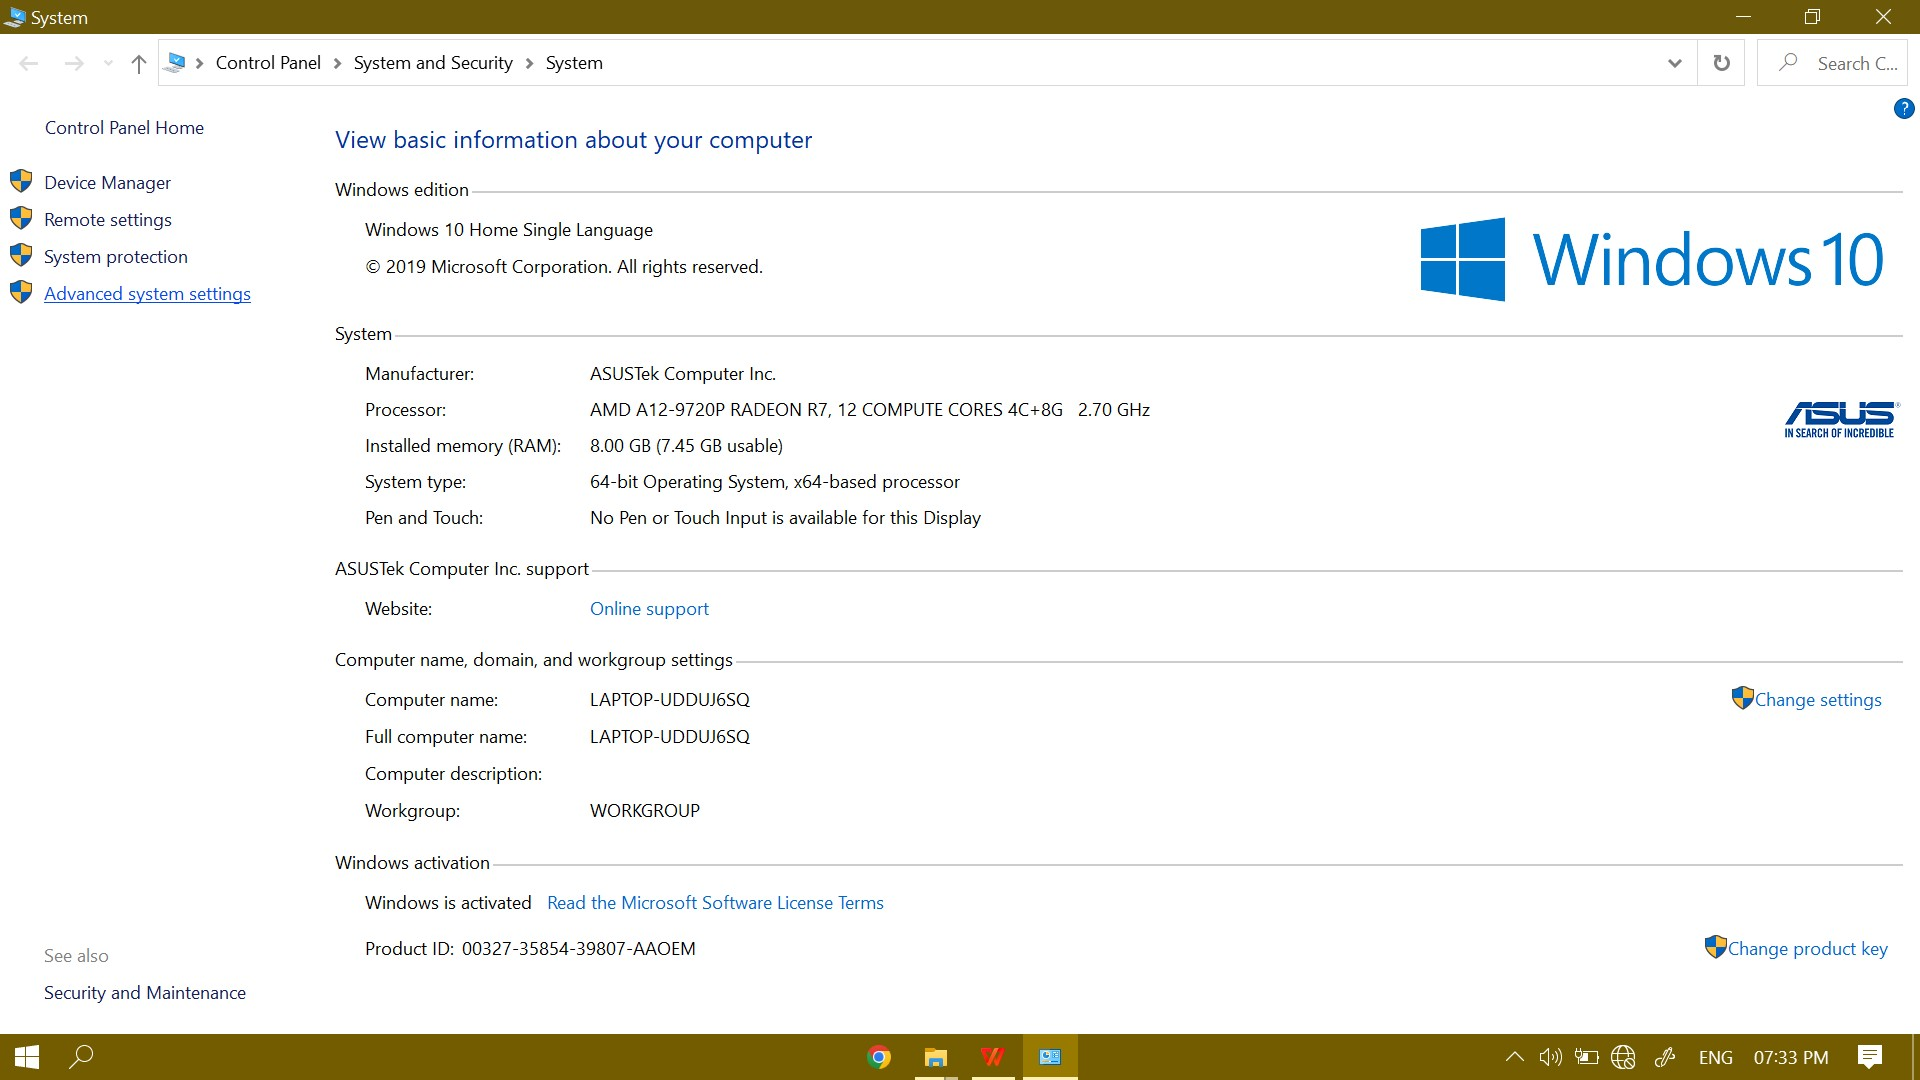 System
Control Panel System and Security System
Search C...
Control Panel Home
Device Manager
Remote settings
System protection
Advanced system settings
See also
Security and Maintenance
View basic information about your computer
Windows edition
Windows 10 Home Single Language
© 2019 Microsoft Corporation. All rights reserved.
Windows 10
System
Manufacturer: ASUSTek Computer Inc.
Processor: AMD A12-9720P RADEON R7, 12 COMPUTE CORES 4C+8G 2.70 GHz
Installed memory (RAM): 8.00 GB (7.45 GB usable)
System type: 64-bit Operating System, x64-based processor
Pen and Touch: No Pen or Touch Input is available for this Display
ASUS
IN SEARCH OF INCREDIBLE
ASUSTek Computer Inc. support
Website: Online support
Computer name, domain, and workgroup settings
Computer name: LAPTOP-UDDUJ6SQ
Change settings
Full computer name: LAPTOP-UDDUJ6SQ
Computer description:
Workgroup: WORKGROUP
Windows activation
Windows is activated Read the Microsoft Software License Terms
Product ID: 00327-35854-39807-AAOEM
Change product key
ENG 07:33 PM